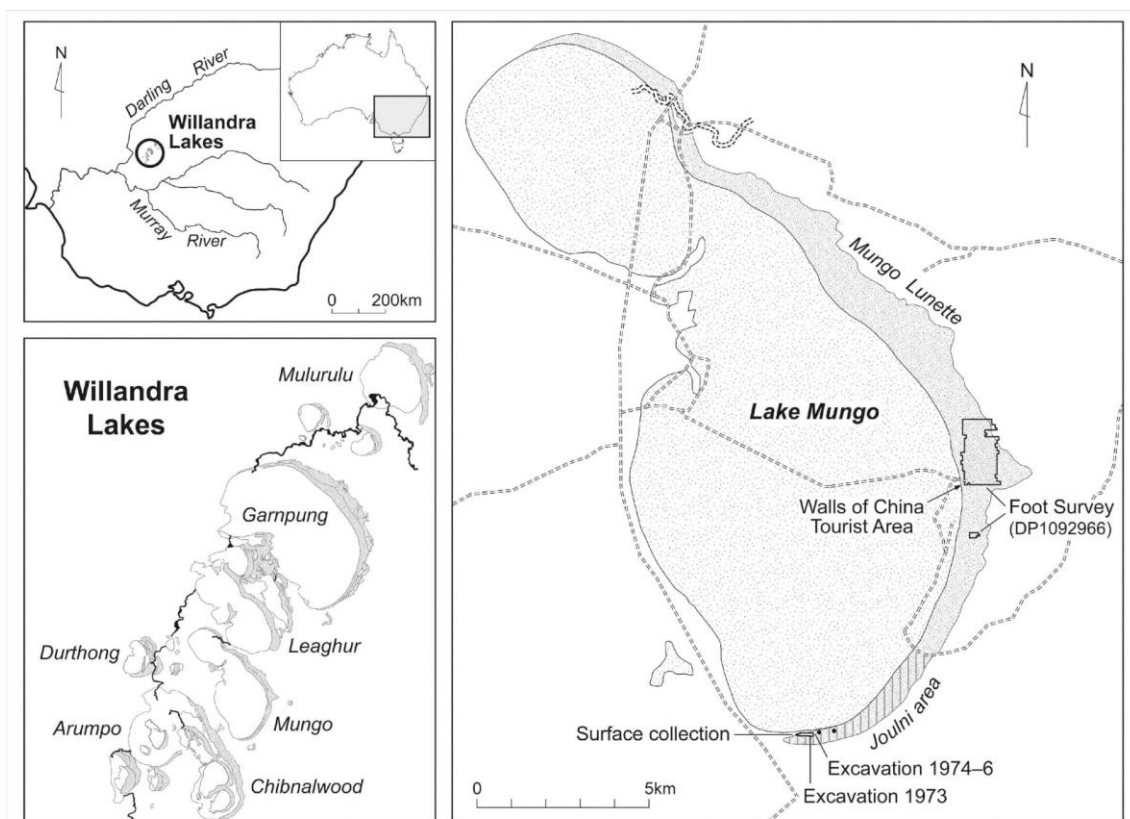 N
Darling River
Willandra
Lakes
Murray
River
0 200km
Willandra
Lakes
Mulurulu
Garnpung
Leaghur
Durthong
Mungo
Arumpo
Chibnalwood
N
Mungo Lunette
Lake Mungo
Walls of China
Tourist Area
Foot Survey
(DP1092966)
Joulni area
Surface collection
Excavation 1974–6
Excavation 1973
0 5km